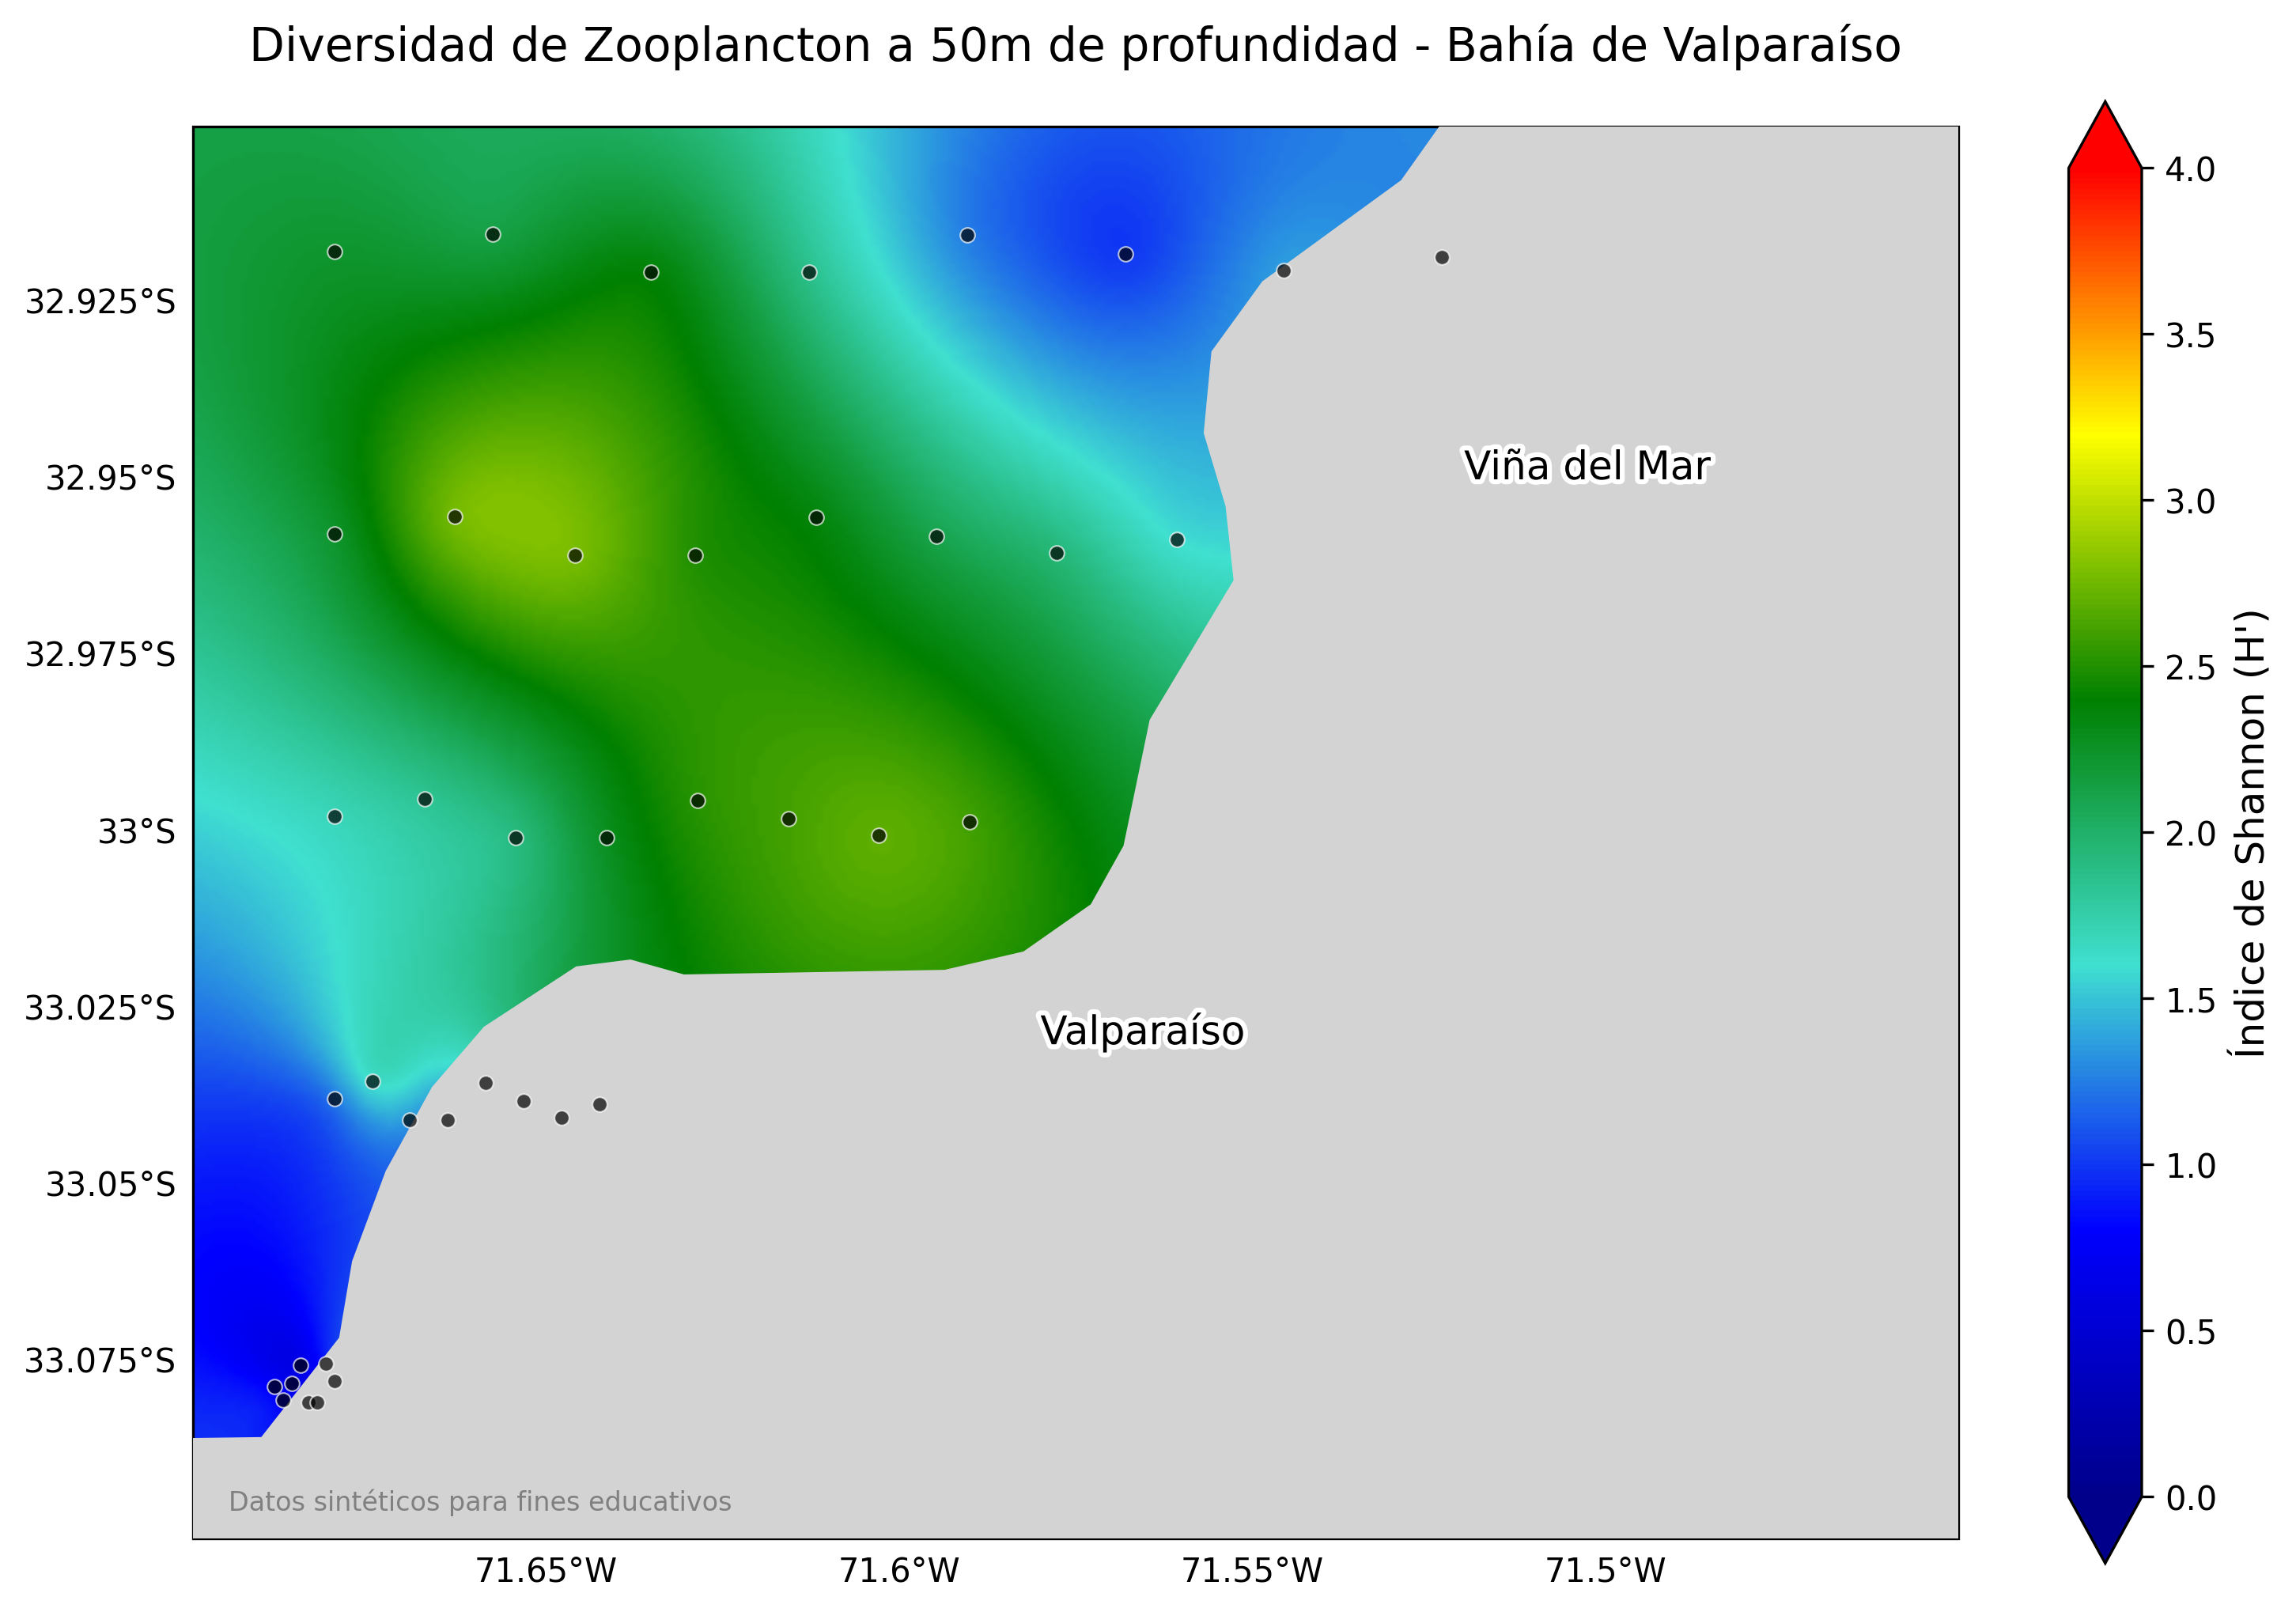 Diversidad de Zooplancton a 50m de profundidad - Bahía de Valparaíso
32.925°S
32.95°S
32.975°S
33°S
33.025°S
33.05°S
33.075°S
Viña del Mar
Valparaíso
Datos sintéticos para fines educativos
71.65°W
71.6°W
71.55°W
71.5°W
4.0
3.5
3.0
2.5
2.0
1.5
1.0
0.5
0.0
Índice de Shannon (H')